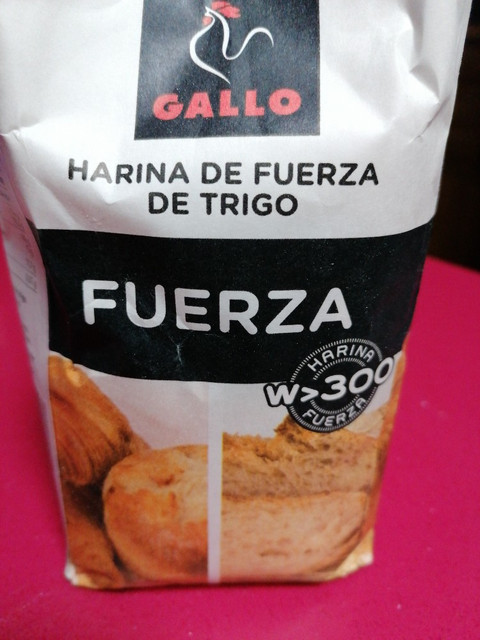 GALLO
HARINA DE FUERZA
DE TRIGO
FUERZA
HARINA
W>300
FUERZA